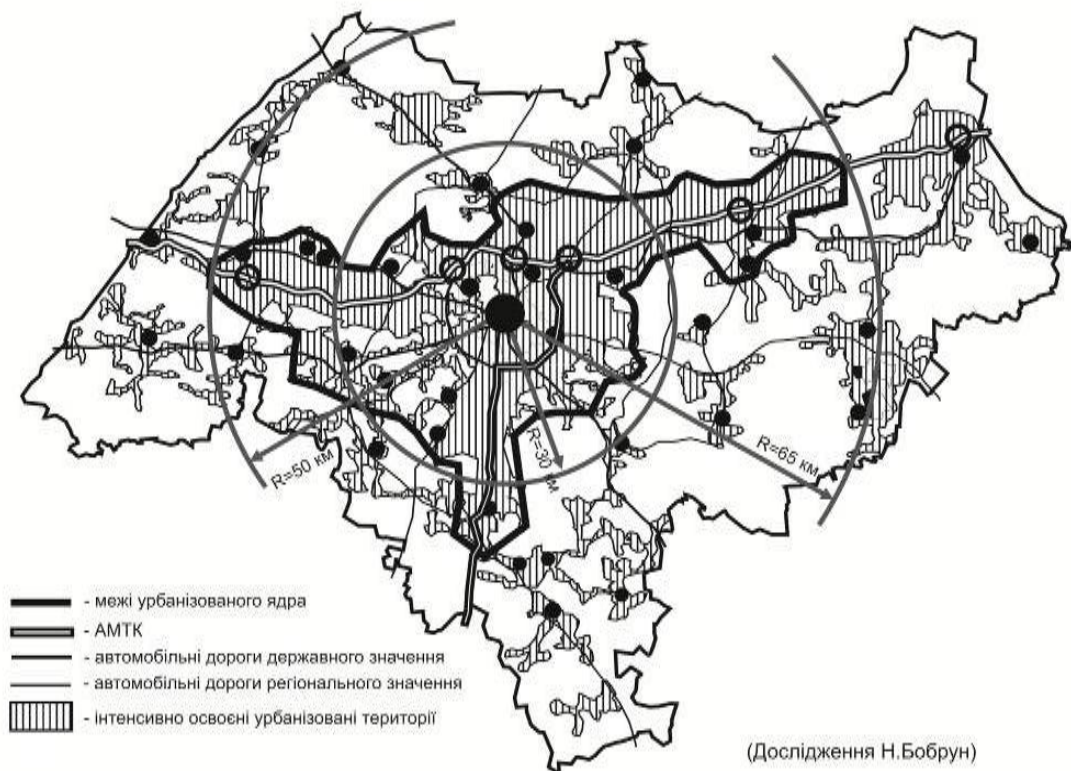 R=50 км
R=30 км
R=65 км
- межі урбанізованого ядра
- АМТК
- автомобільні дороги державного значення
- автомобільні дороги регіонального значення
- інтенсивно освоєні урбанізовані території
(Дослідження Н.Бобрун)